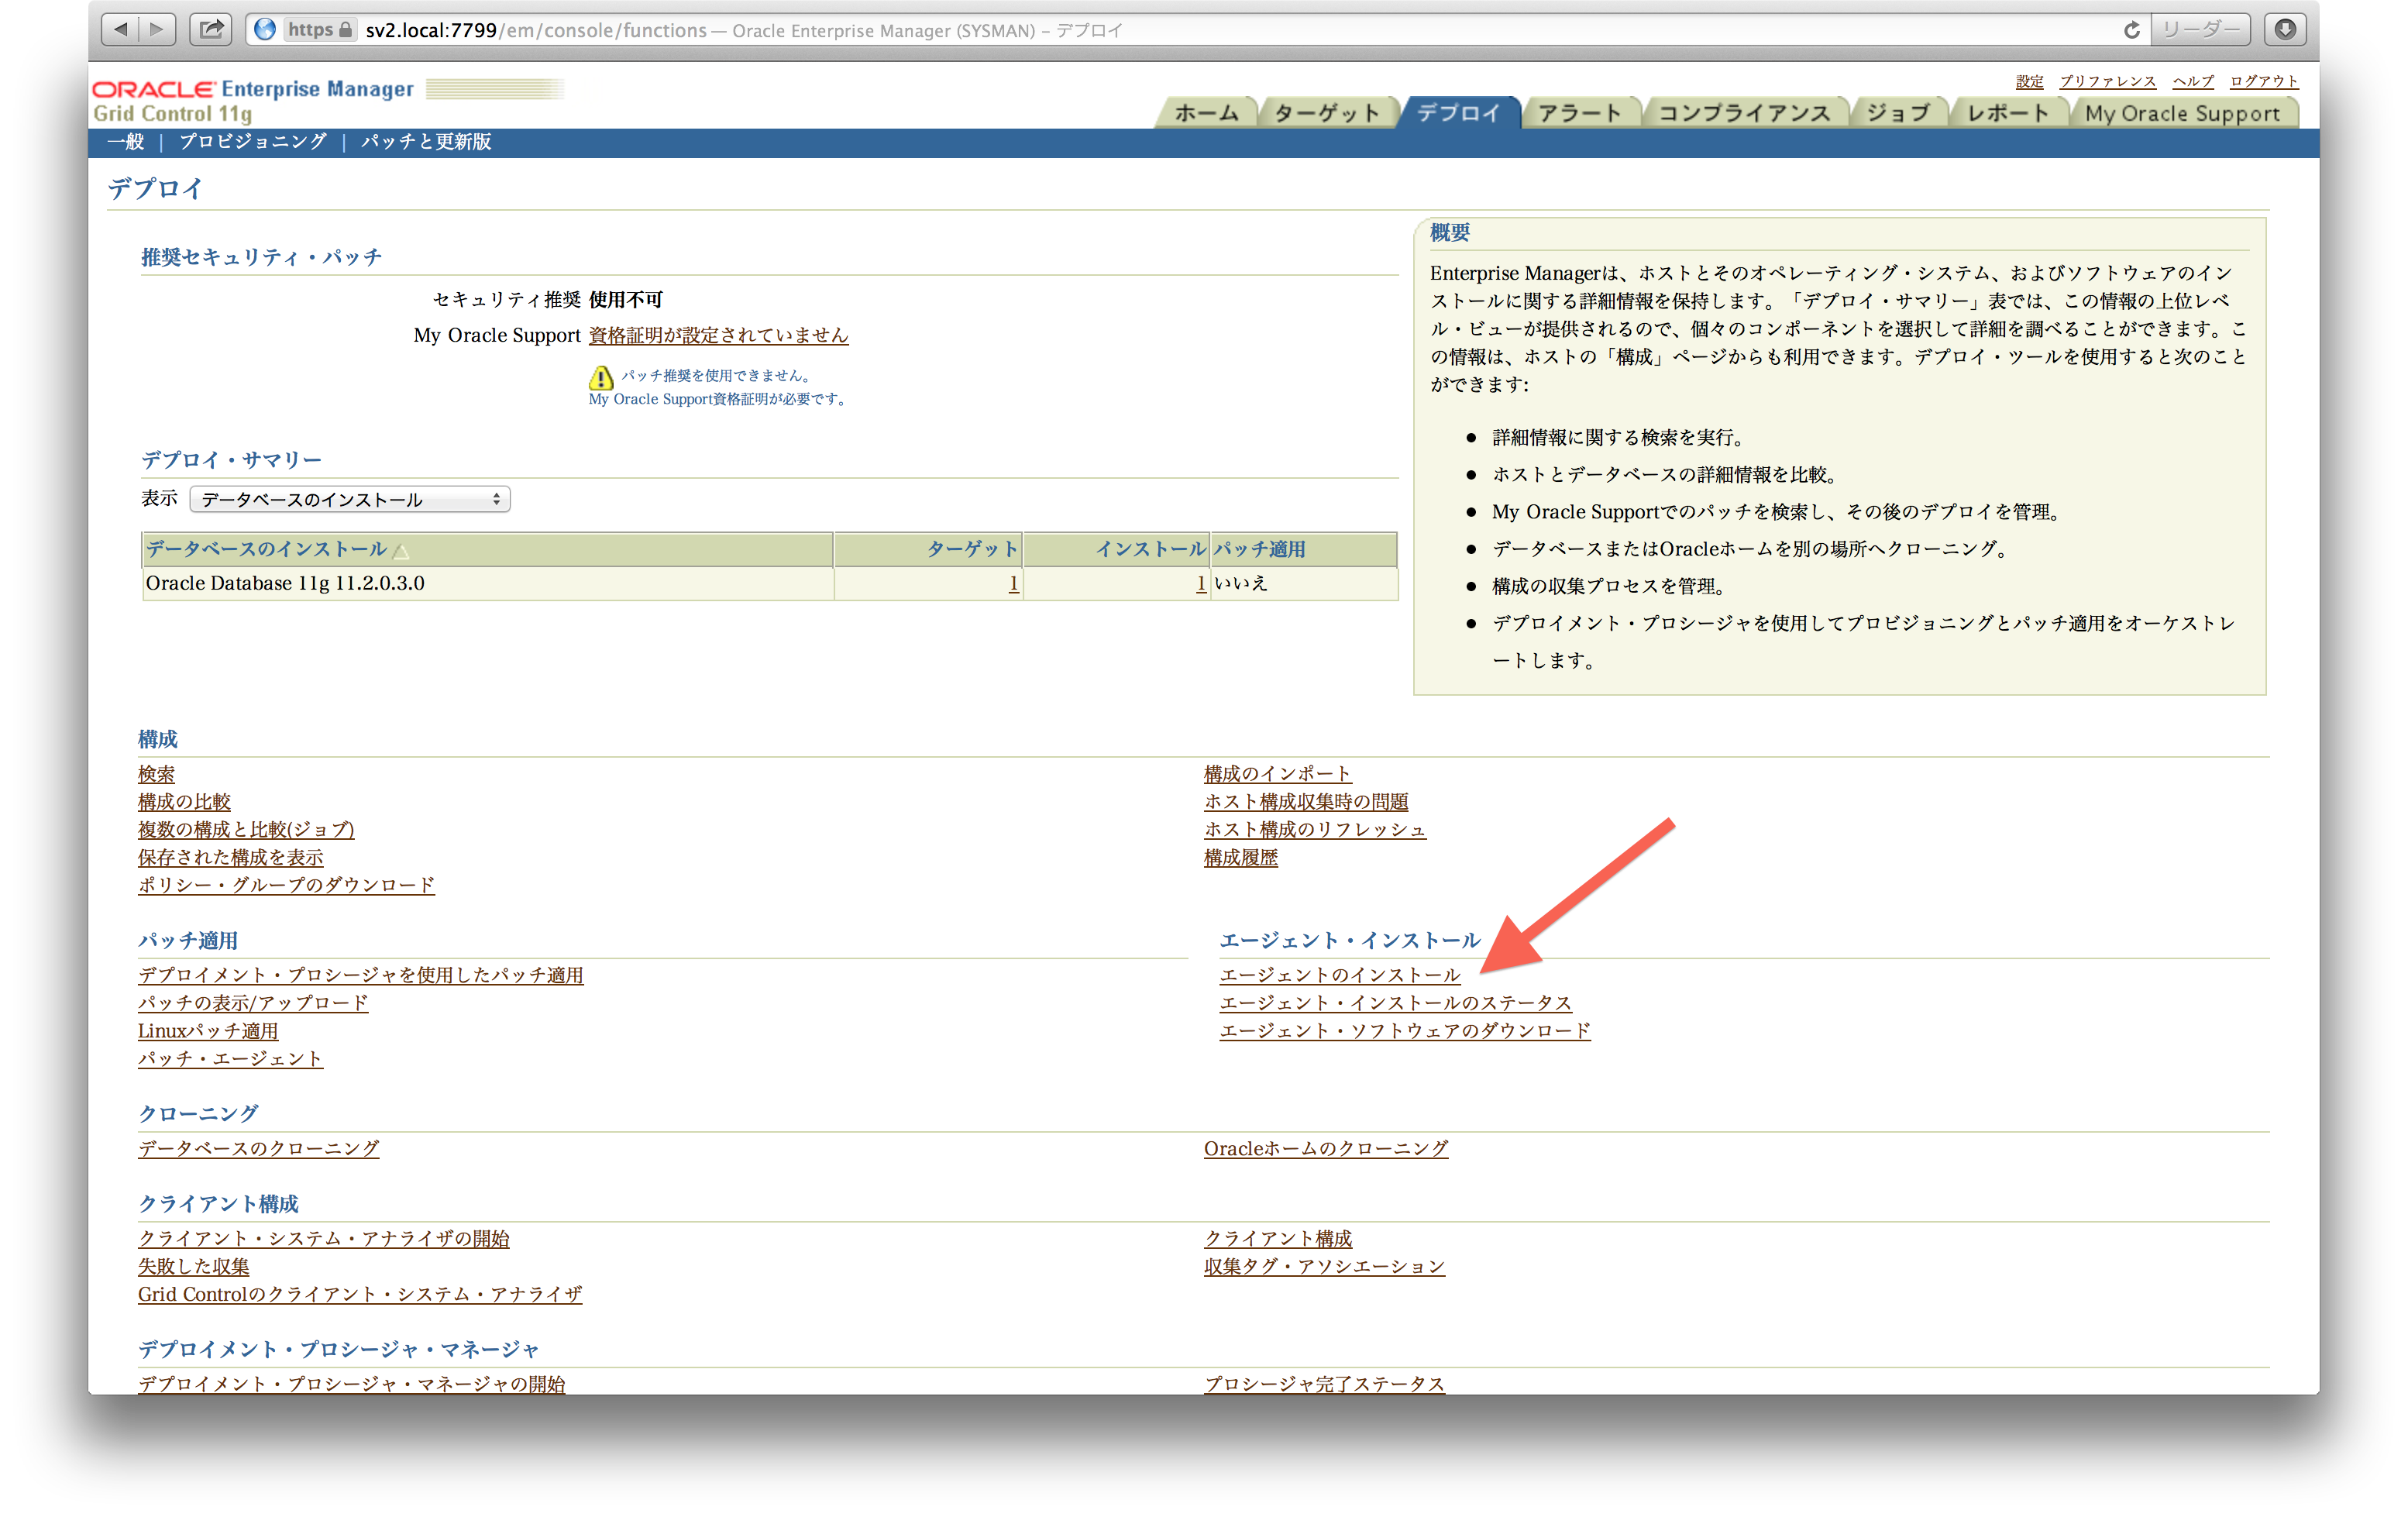 https sv2.local:7799/em/console/functions — Oracle Enterprise Manager (SYSMAN) – デプロイ
リーダー
ORACLE Enterprise Manager
Grid Control 11g
設定 プリファレンス ヘルプ ログアウト
ホーム ターゲット デプロイ アラート コンプライアンス ジョブ レポート My Oracle Support
一般 | プロビジョニング | パッチと更新版
デプロイ
推奨セキュリティ・パッチ
セキュリティ推奨 使用不可
My Oracle Support 資格証明が設定されていません
パッチ推奨を使用できません。
My Oracle Support資格証明が必要です。
デプロイ・サマリー
表示 データベースのインストール
データベースのインストール ターゲット インストール パッチ適用
Oracle Database 11g 11.2.0.3.0 1 1 いいえ
概要
Enterprise Managerは、ホストとそのオペレーティング・システム、およびソフトウェアのイン
ストールに関する詳細情報を保持します。「デプロイ・サマリー」表では、この情報の上位レベ
ル・ビューが提供されるので、個々のコンポーネントを選択して詳細を調べることができます。こ
の情報は、ホストの「構成」ページからも利用できます。デプロイ・ツールを使用すると次のこと
ができます:
● 詳細情報に関する検索を実行。
● ホストとデータベースの詳細情報を比較。
● My Oracle Supportでのパッチを検索し、その後のデプロイを管理。
● データベースまたはOracleホームを別の場所へクローニング。
● 構成の収集プロセスを管理。
● デプロイメント・プロシージャを使用してプロビジョニングとパッチ適用をオーケストレ
ートします。
構成
検索
構成の比較
複数の構成と比較(ジョブ)
保存された構成を表示
ポリシー・グループのダウンロード
構成のインポート
ホスト構成収集時の問題
ホスト構成のリフレッシュ
構成履歴
パッチ適用
デプロイメント・プロシージャを使用したパッチ適用
パッチの表示/アップロード
Linuxパッチ適用
パッチ・エージェント
エージェント・インストール
エージェントのインストール
エージェント・インストールのステータス
エージェント・ソフトウェアのダウンロード
クローニング
データベースのクローニング
Oracleホームのクローニング
クライアント構成
クライアント・システム・アナライザの開始
失敗した収集
Grid Controlのクライアント・システム・アナライザ
クライアント構成
収集タグ・アソシエーション
デプロイメント・プロシージャ・マネージャ
デプロイメント・プロシージャ・マネージャの開始
プロシージャ完了ステータス